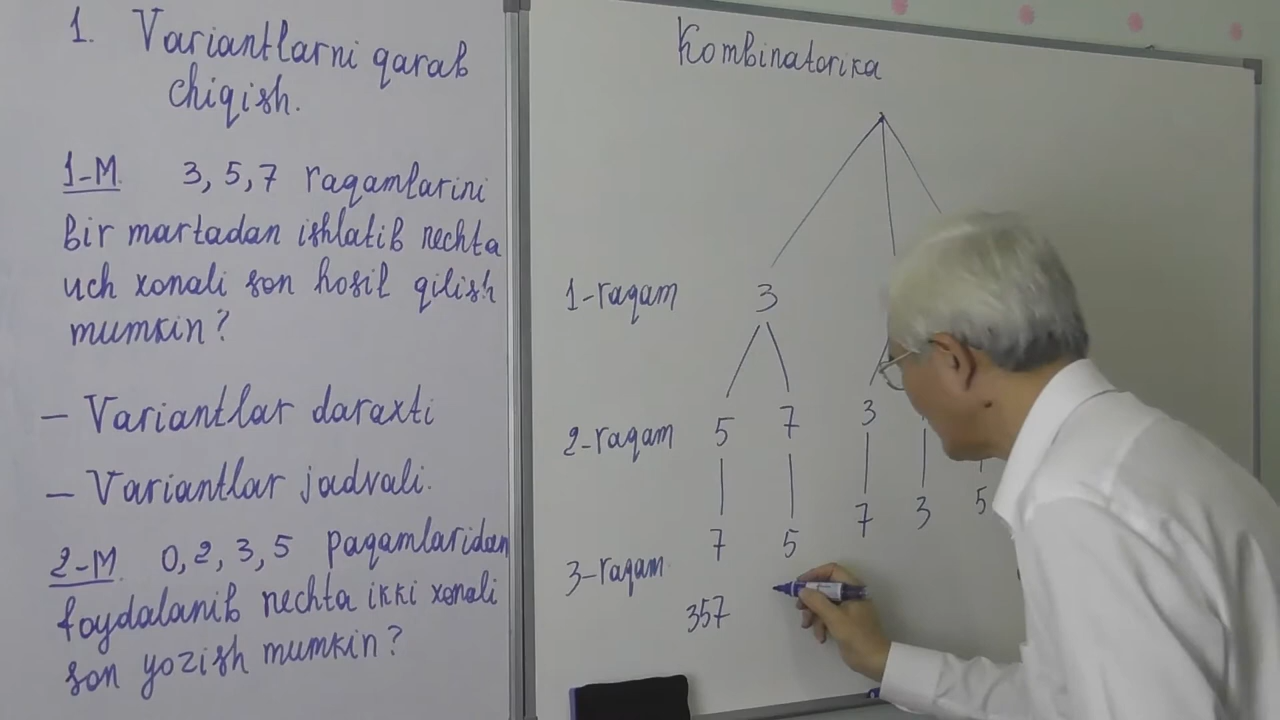 1. Variantlarni qarab
chiqish.
1-M. 3, 5, 7 raqamlarini
bir martadan ishlatib nechta
uch xonali son hosil qilish
mumkin?
– Variantlar daraxti
– Variantlar jadvali.
2-M. 0, 2, 3, 5 paqamlaridan
foydalanib nechta ikki xonali
son yozish mumkin?
Kombinatorika
1-raqam 3
2-raqam 5 7 3
7 5 7 3 5
3-raqam
357